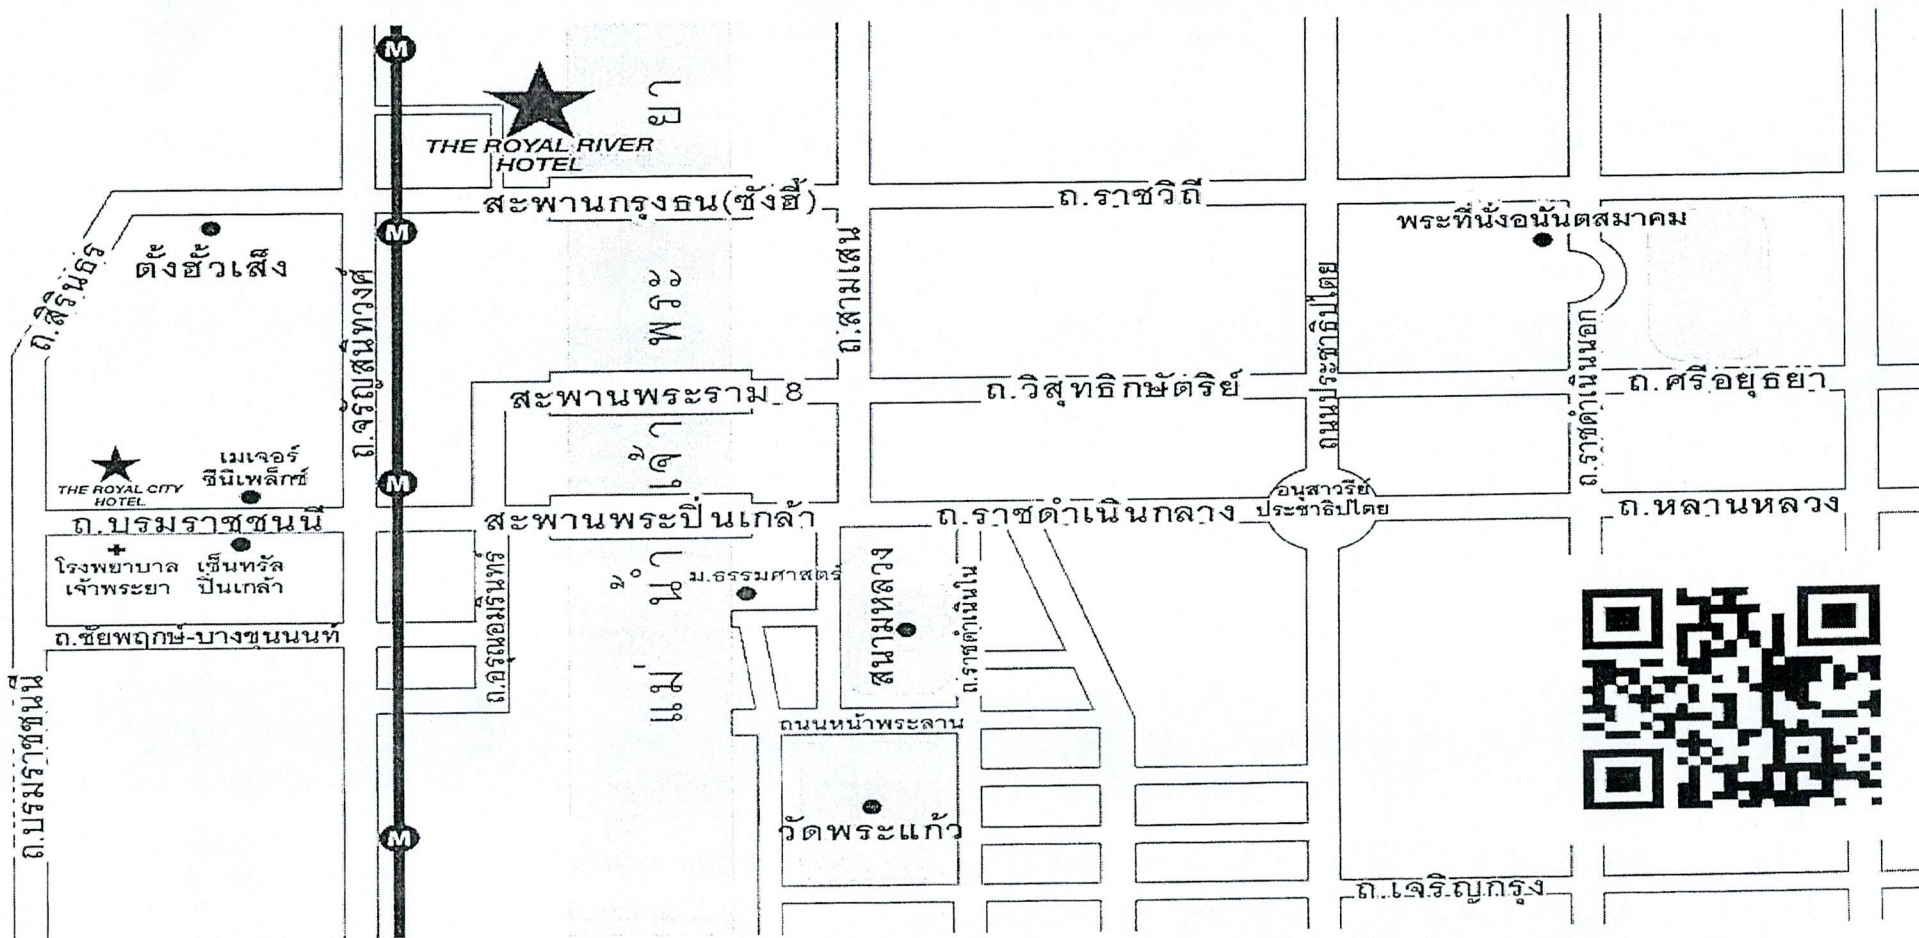 M
THE ROYAL RIVER
HOTEL
สะพานกรุงธน(ซังฮี้)
ถ.ราชวิถี
พระที่นั่งอนันตสมาคม
M
ตั้งฮั่วเส็ง
ถ.สิรินธร
ถ.จรัญสนิทวงศ์
แม่น้ำเจ้าพระยา
ถ.สามเสน
ถนนประชาธิปไตย
ถ.ราชดำเนินนอก
สะพานพระราม 8
ถ.วิสุทธิกษัตริย์
ถ.ศรีอยุธยา
THE ROYAL CITY
HOTEL
เมเจอร์
ซีนีเพล็กซ์
M
ถ.บรมราชชนนี
สะพานพระปิ่นเกล้า
ถ.ราชดำเนินกลาง
อนุสาวรีย์
ประชาธิปไตย
ถ.หลานหลวง
โรงพยาบาล
เจ้าพระยา
เซ็นทรัล
ปิ่นเกล้า
ถ.อรุณอมรินทร์
ม.ธรรมศาสตร์
สนามหลวง
ถ.ราชดำเนินใน
ถ.ชัยพฤกษ์-บางขุนนนท์
ถ.บรมราชชนนี
ถนนหน้าพระลาน
M
วัดพระแก้ว
ถ.เจริญกรุง